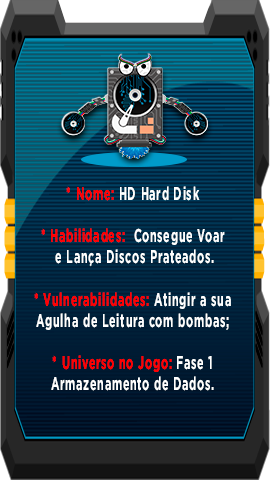 * Nome: HD Hard Disk
* Habilidades: Consegue Voar
e Lança Discos Prateados.
* Vulnerabilidades: Atingir a sua
Agulha de Leitura com bombas;
* Universo no Jogo: Fase 1
Armazenamento de Dados.